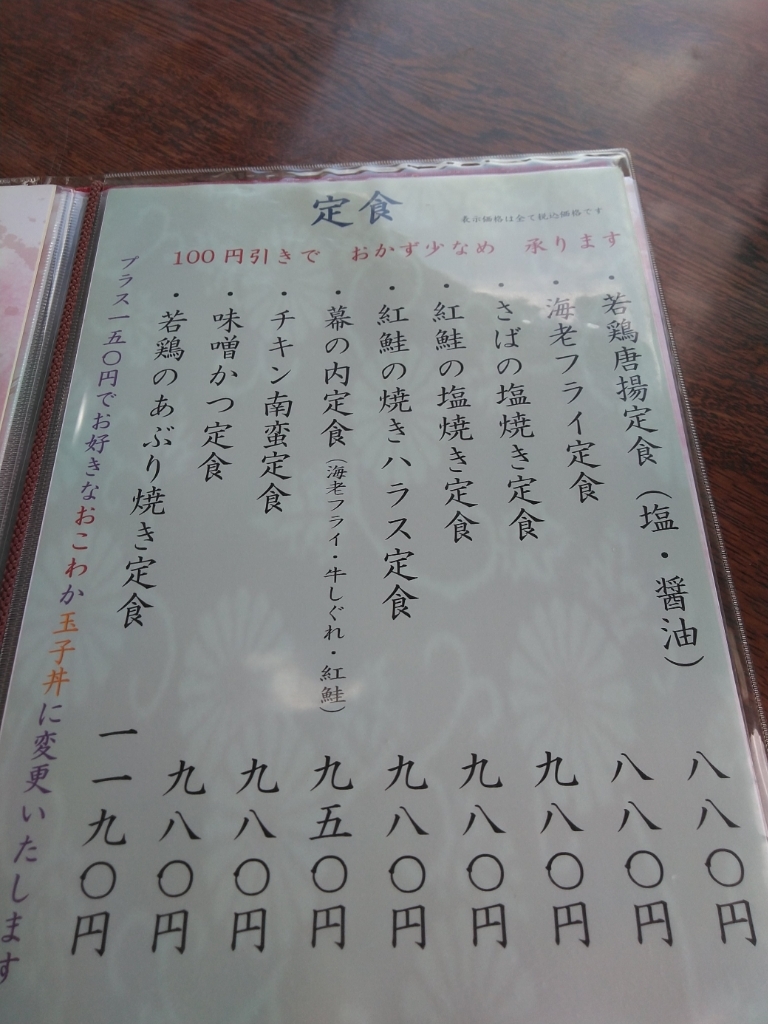 定食
表示価格は全て税込価格です
100円引きで　おかず少なめ　承ります
・若鶏唐揚定食（塩・醤油）　八八〇円
・海老フライ定食　八八〇円
・さばの塩焼き定食　九八〇円
・紅鮭の塩焼き定食　九八〇円
・紅鮭の焼きハラス定食　九八〇円
・幕の内定食（海老フライ・牛しぐれ・紅鮭）　九五〇円
・チキン南蛮定食　九八〇円
・味噌かつ定食　九八〇円
・若鶏のあぶり焼き定食　一一九〇円
プラス一五〇円でお好きなおこわか玉子丼に変更いたします